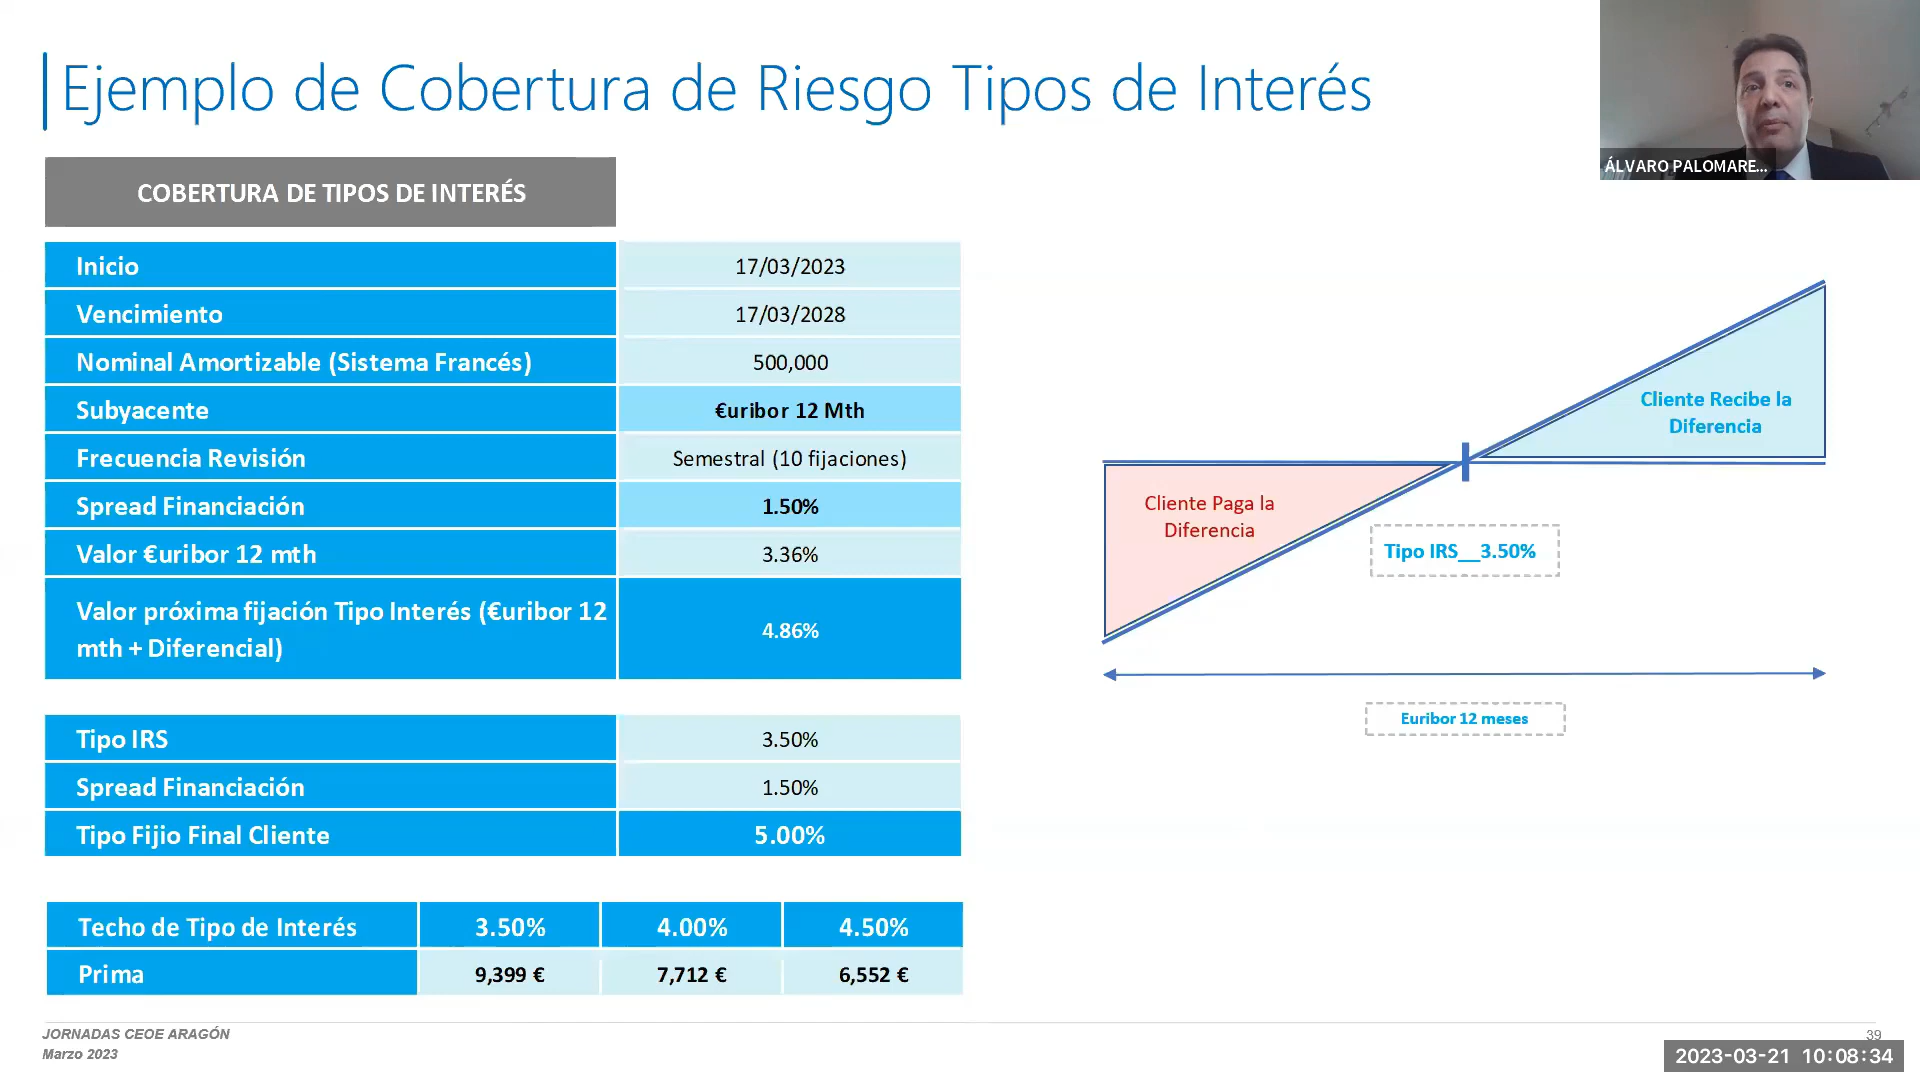 Ejemplo de Cobertura de Riesgo Tipos de Interés
ÁLVARO PALOMARE...
COBERTURA DE TIPOS DE INTERÉS
Inicio 17/03/2023
Vencimiento 17/03/2028
Nominal Amortizable (Sistema Francés) 500,000
Subyacente €uribor 12 Mth
Frecuencia Revisión Semestral (10 fijaciones)
Spread Financiación 1.50%
Valor €uribor 12 mth 3.36%
Valor próxima fijación Tipo Interés (€uribor 12
mth + Diferencial) 4.86%
Tipo IRS 3.50%
Spread Financiación 1.50%
Tipo Fijio Final Cliente 5.00%
Techo de Tipo de Interés 3.50% 4.00% 4.50%
Prima 9,399 € 7,712 € 6,552 €
Cliente Recibe la
Diferencia
Cliente Paga la
Diferencia
Tipo IRS__3.50%
Euribor 12 meses
JORNADAS CEOE ARAGÓN
Marzo 2023
39
2023-03-21 10:08:34